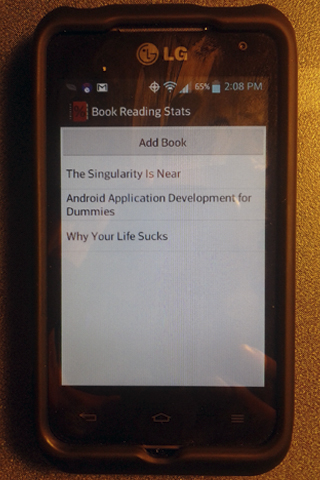 LG
65% 2:08 PM
Book Reading Stats
Add Book
The Singularity Is Near
Android Application Development for
Dummies
Why Your Life Sucks